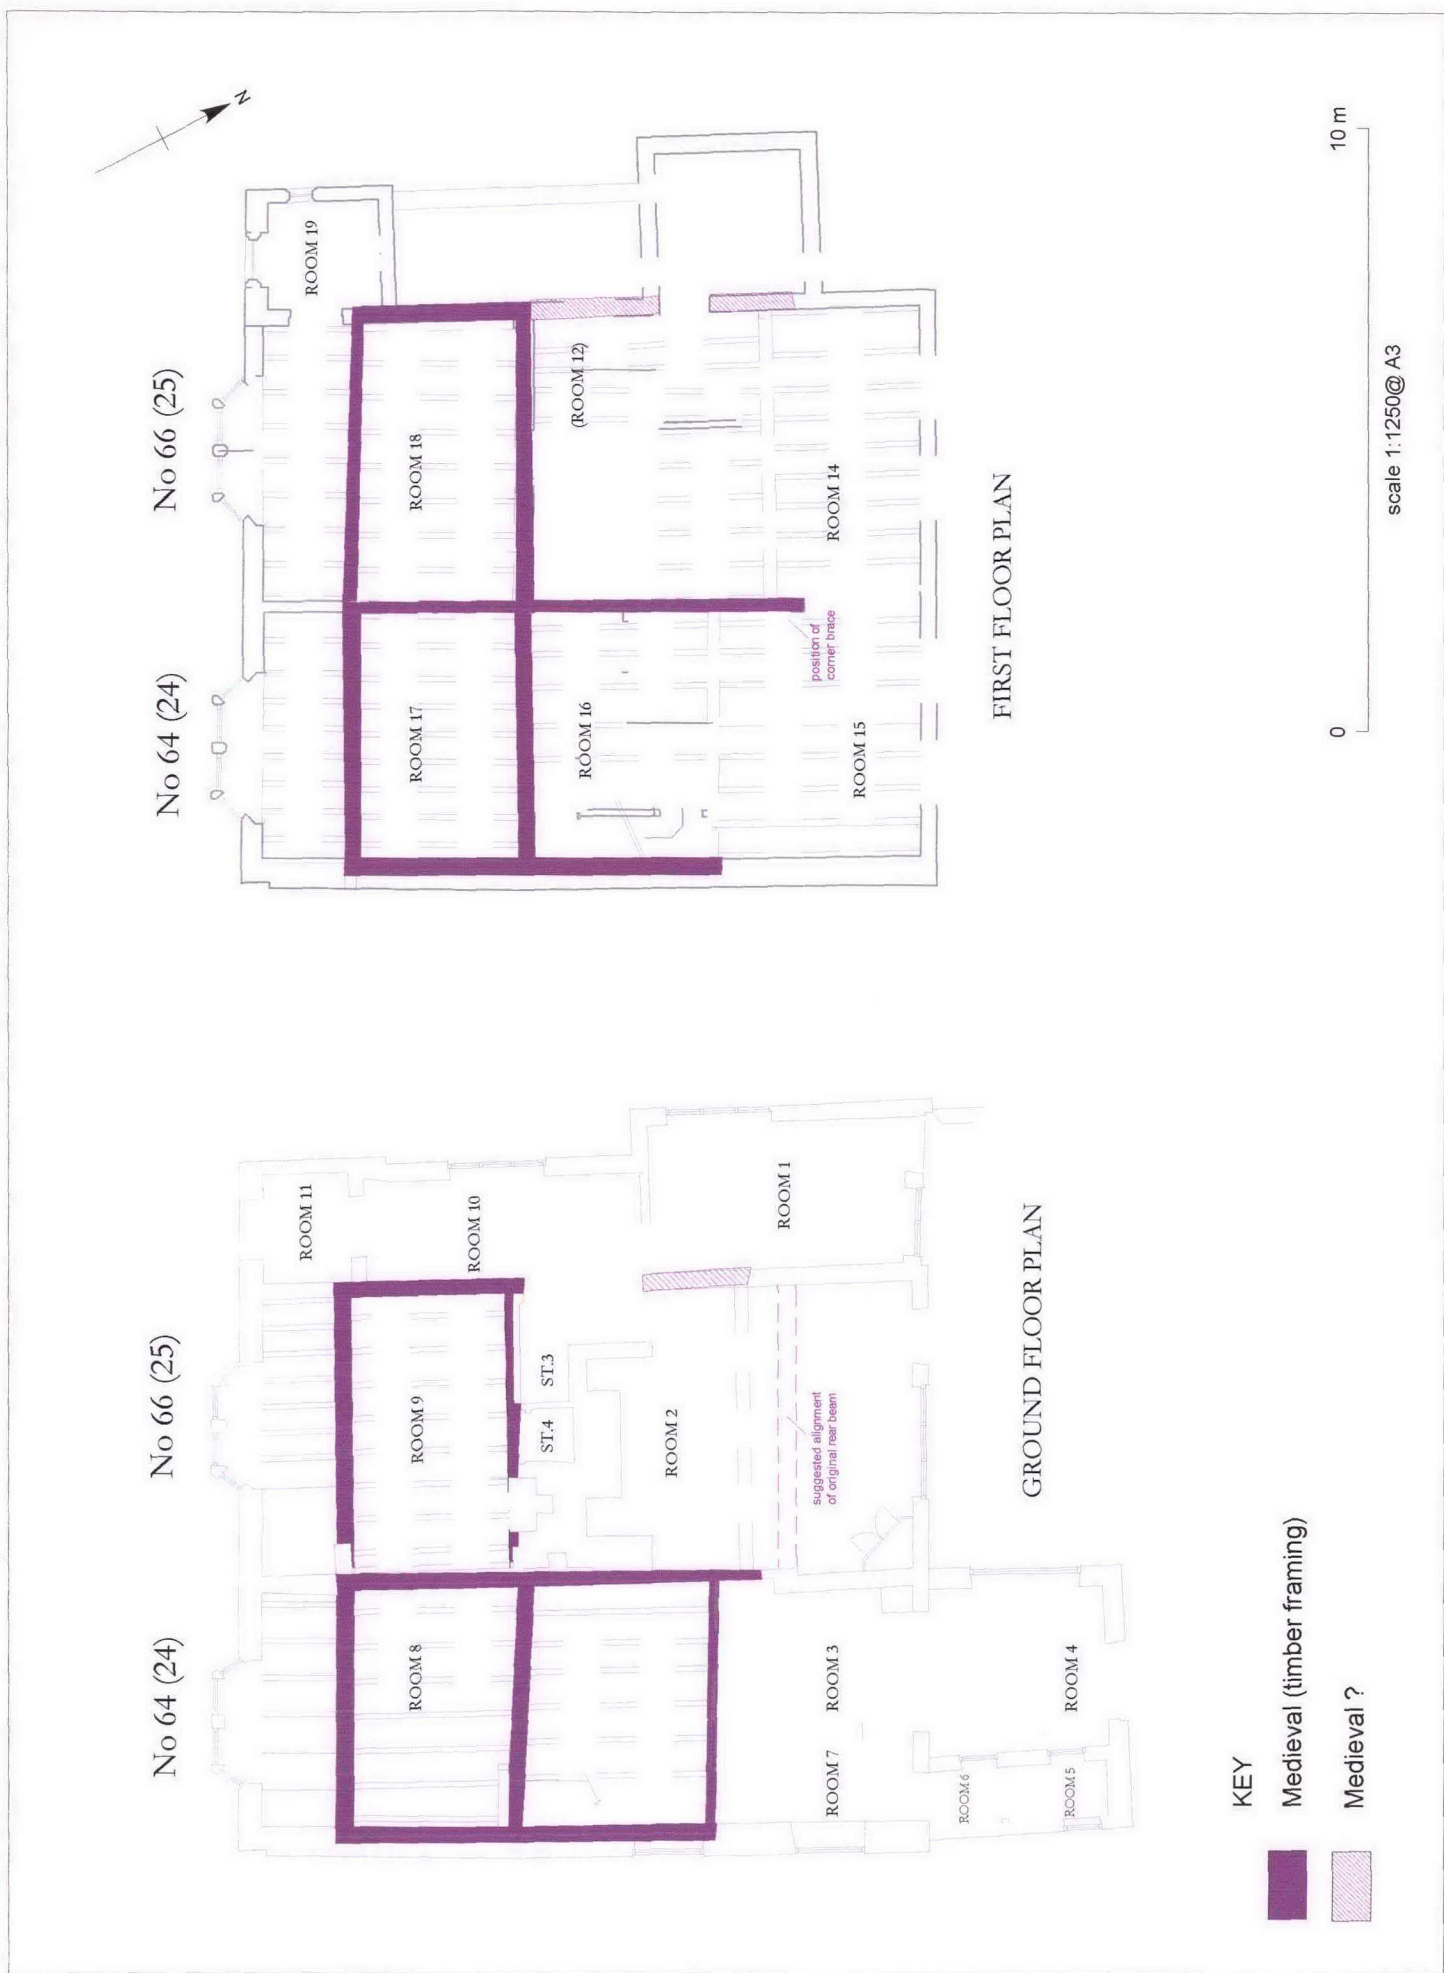 No 64 (24)
No 66 (25)
ROOM 11
ROOM 10
ROOM 8
ROOM 9
ST.4
ST.3
ROOM 2
ROOM 1
suggested alignment
of original rear beam
ROOM 7
ROOM 3
ROOM 6
ROOM 5
ROOM 4
GROUND FLOOR PLAN
No 64 (24)
No 66 (25)
N
ROOM 19
ROOM 17
ROOM 18
ROOM 16
(ROOM 12)
position of
corner brace
ROOM 15
ROOM 14
FIRST FLOOR PLAN
KEY
Medieval (timber framing)
Medieval ?
0
10 m
scale 1:1250@ A3